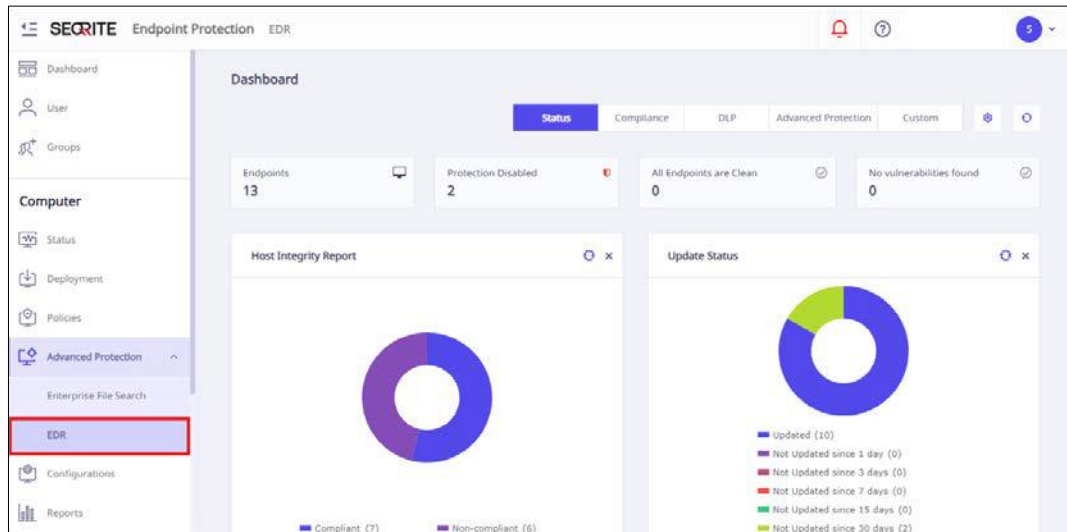 SEQRITE Endpoint Protection EDR
S
Dashboard
User
Groups
Computer
Status
Deployment
Policies
Advanced Protection
Enterprise File Search
EDR
Configurations
Reports
Dashboard
Status Compliance DLP Advanced Protection Custom
Endpoints
13
Protection Disabled
2
All Endpoints are Clean
0
No vulnerabilities found
0
Host Integrity Report
Compliant (7) Non-compliant (6)
Update Status
Updated (10)
Not Updated since 1 day (0)
Not Updated since 3 days (0)
Not Updated since 7 days (0)
Not Updated since 15 days (0)
Not Updated since 30 days (2)